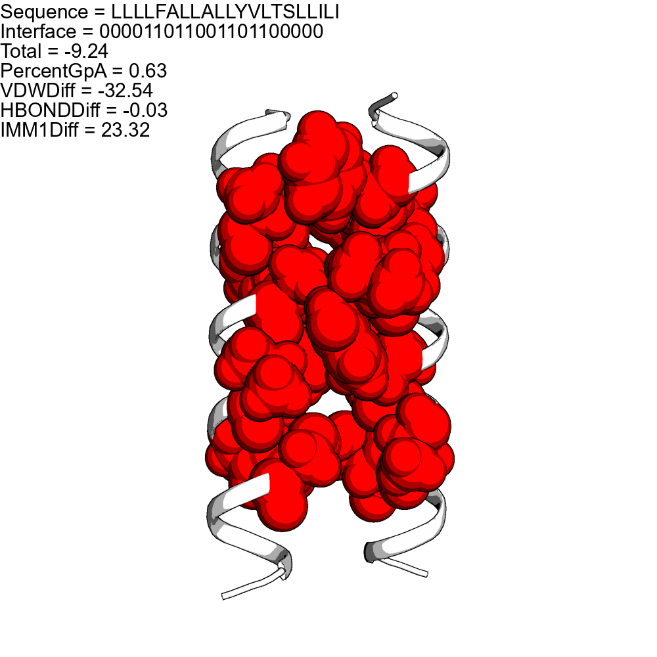 Sequence = LLLLFALLALLYVLTSLLILI
Interface = 000011011001101100000
Total = -9.24
PercentGpA = 0.63
VDWDiff = -32.54
HBONDDiff = -0.03
IMM1Diff = 23.32